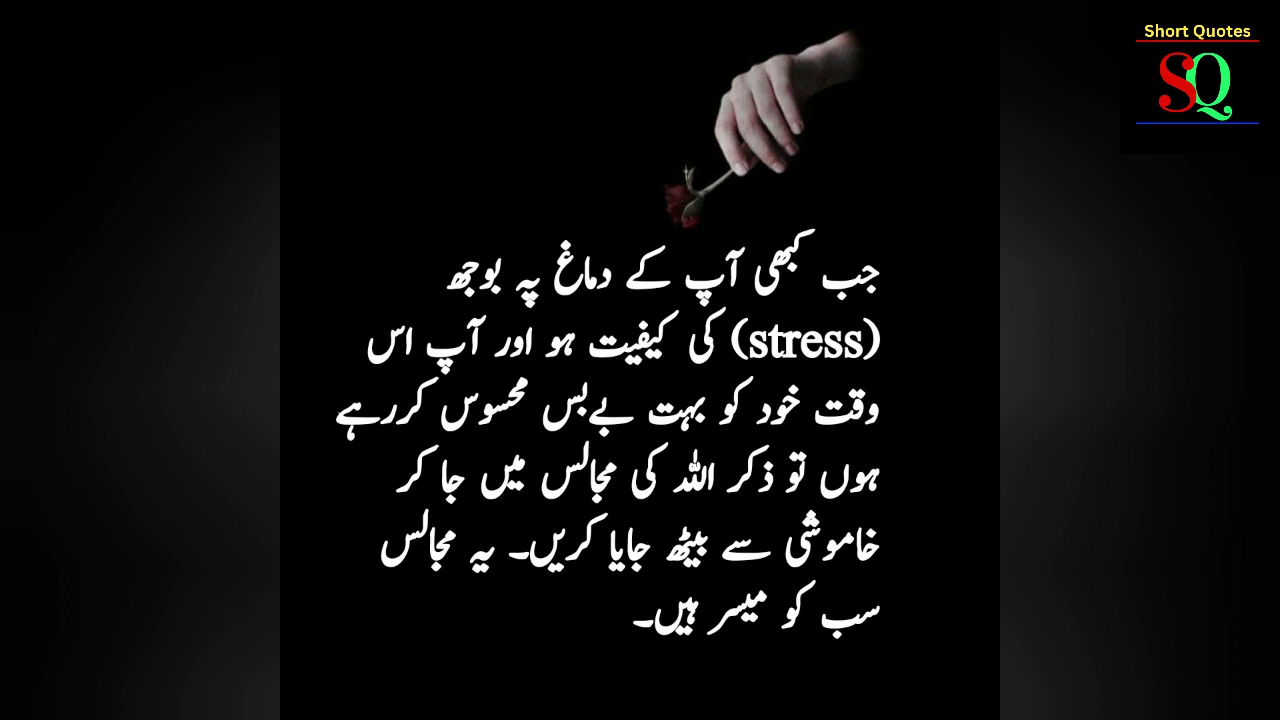 Short Quotes
SQ
جب کبھی آپ کے دماغ پہ بوجھ
(stress) کی کیفیت ہو اور آپ اس
وقت خود کو بہت بےبس محسوس کررہے
ہوں تو ذکر اللہ کی مجالس میں جا کر
خاموشی سے بیٹھ جایا کریں۔ یہ مجالس
سب کو میسر ہیں۔